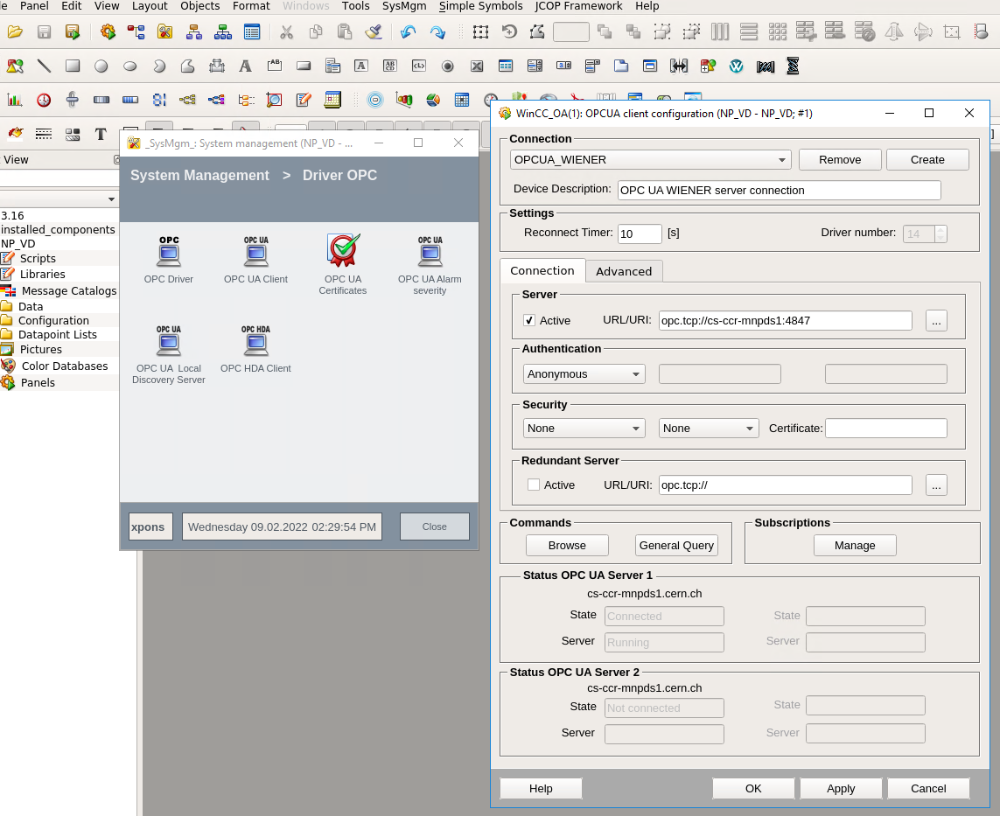 le Panel Edit View Layout Objects Format Windows Tools SysMgm Simple Symbols JCOP Framework Help
View
3.16
installed_components
NP_VD
Scripts
Libraries
Message Catalogs
Data
Configuration
Datapoint Lists
Pictures
Color Databases
Panels
_SysMgm_: System management (NP_VD - ...
System Management > Driver OPC
OPC
OPC Driver
OPC UA
OPC UA Client
OPC UA
Certificates
OPC UA
OPC UA Alarm
severity
OPC UA
OPC UA Local
Discovery Server
OPC HDA
OPC HDA Client
xpons
Wednesday 09.02.2022 02:29:54 PM
Close
WinCC_OA(1): OPCUA client configuration (NP_VD - NP_VD; #1)
Connection
OPCUA_WIENER
Remove
Create
Device Description: OPC UA WIENER server connection
Settings
Reconnect Timer: 10 [s]
Driver number: 14
Connection Advanced
Server
Active URL/URI: opc.tcp://cs-ccr-mnpds1:4847 ...
Authentication
Anonymous
Security
None None Certificate:
Redundant Server
Active URL/URI: opc.tcp:// ...
Commands
Browse General Query
Subscriptions
Manage
Status OPC UA Server 1
cs-ccr-mnpds1.cern.ch
State Connected State
Server Running Server
Status OPC UA Server 2
cs-ccr-mnpds1.cern.ch
State Not connected State
Server Server
Help OK Apply Cancel